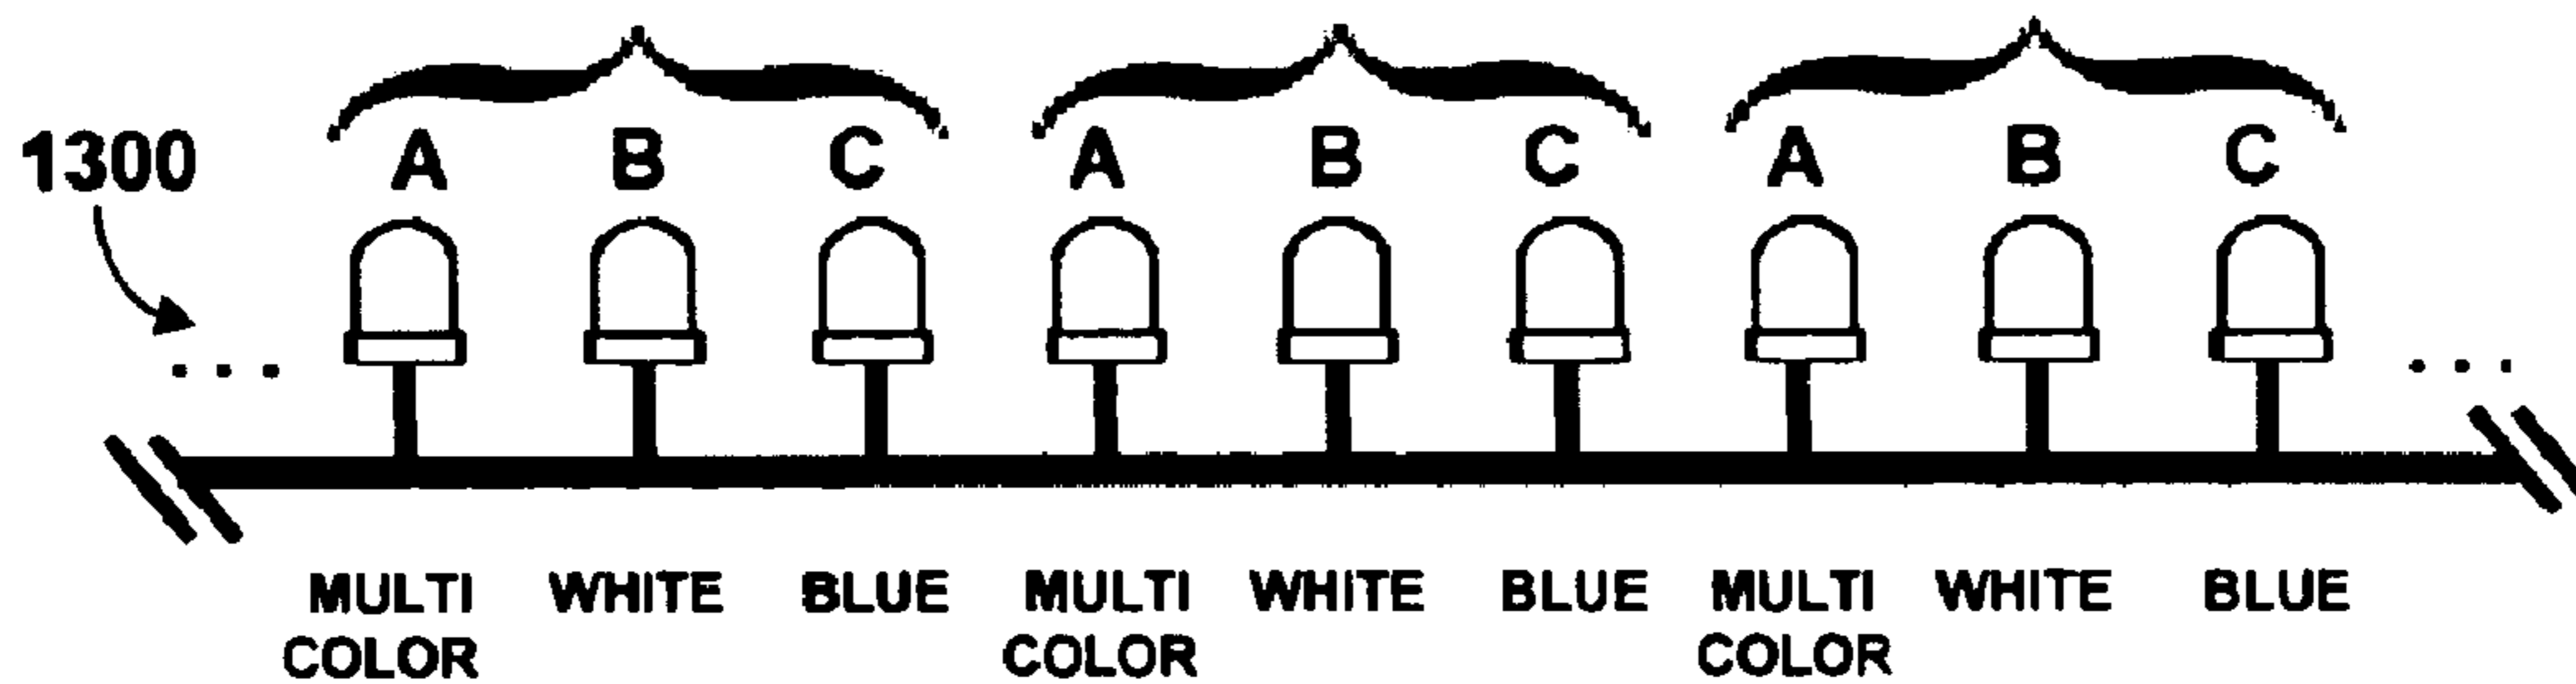 1300
A B C A B C A B C
... ...
MULTI WHITE BLUE MULTI WHITE BLUE MULTI WHITE BLUE
COLOR COLOR COLOR